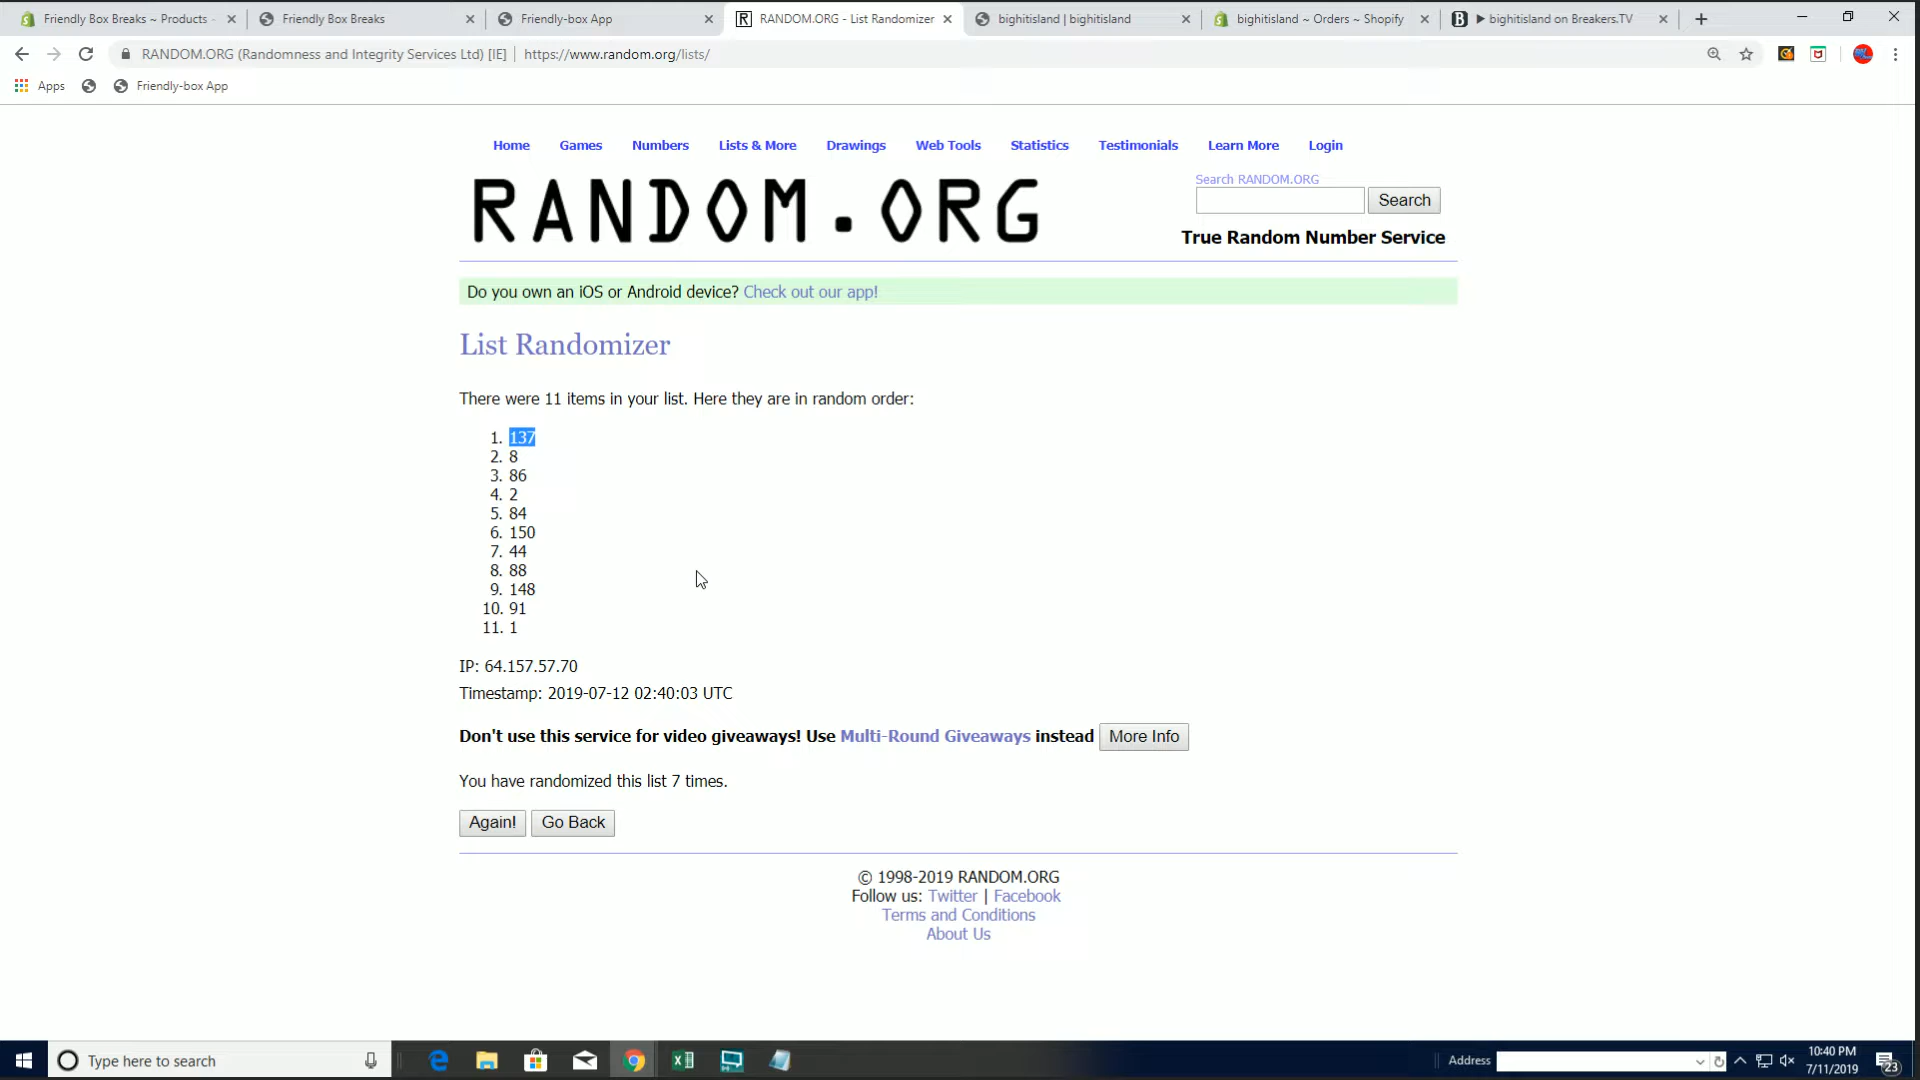 Friendly Box Breaks ~ Products -
Friendly Box Breaks
Friendly-box App
RANDOM.ORG - List Randomizer
bighitisland | bighitisland
bighitisland ~ Orders ~ Shopify
bighitisland on Breakers.TV
RANDOM.ORG (Randomness and Integrity Services Ltd) [IE] | https://www.random.org/lists/
Apps
Friendly-box App
Home Games Numbers Lists & More Drawings Web Tools Statistics Testimonials Learn More Login
RANDOM.ORG
Search RANDOM.ORG
Search
True Random Number Service
Do you own an iOS or Android device? Check out our app!
List Randomizer
There were 11 items in your list. Here they are in random order:
1. 137
2. 8
3. 86
4. 2
5. 84
6. 150
7. 44
8. 88
9. 148
10. 91
11. 1
IP: 64.157.57.70
Timestamp: 2019-07-12 02:40:03 UTC
Don't use this service for video giveaways! Use Multi-Round Giveaways instead More Info
You have randomized this list 7 times.
Again! Go Back
© 1998-2019 RANDOM.ORG
Follow us: Twitter | Facebook
Terms and Conditions
About Us
Type here to search
Address
10:40 PM
7/11/2019
23